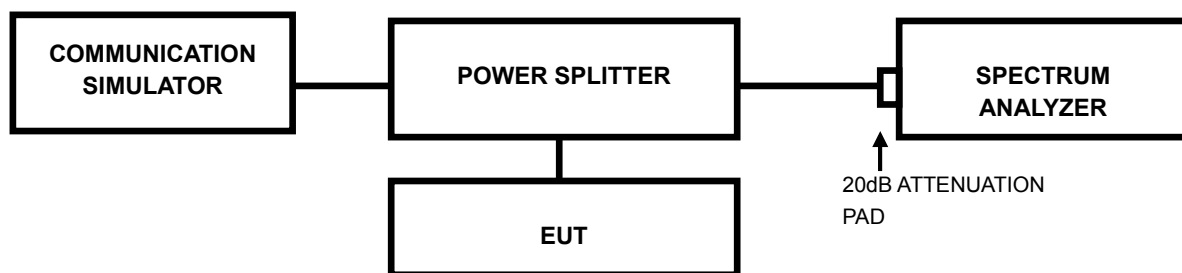 COMMUNICATION
SIMULATOR
POWER SPLITTER
SPECTRUM
ANALYZER
20dB ATTENUATION
PAD
EUT